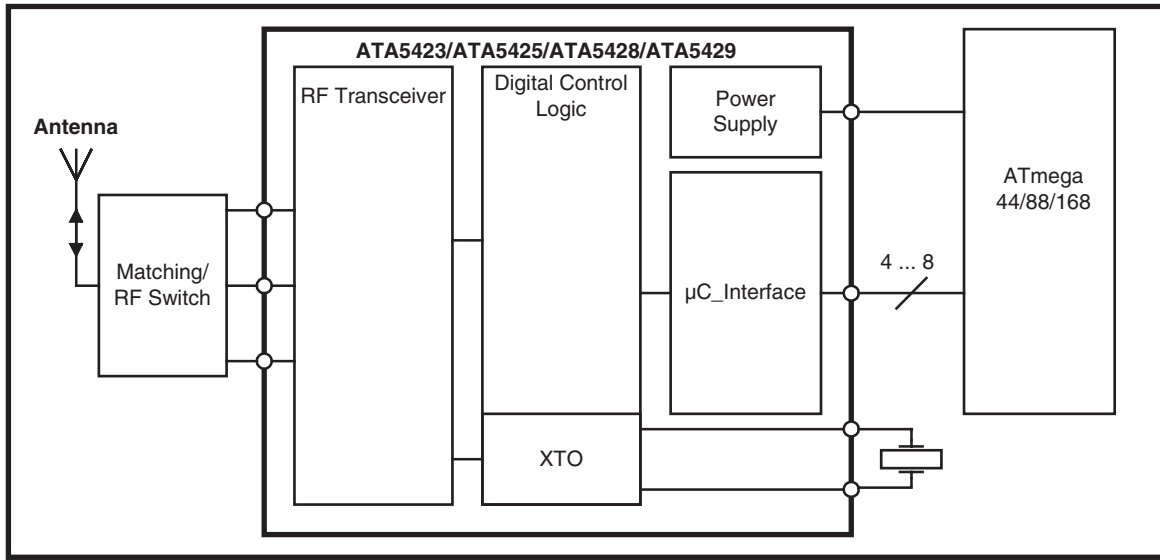 ATA5423/ATA5425/ATA5428/ATA5429
RF Transceiver
Digital Control
Logic
Power
Supply
Antenna
ATmega
44/88/168
Matching/
RF Switch
µC_Interface
4 ... 8
XTO